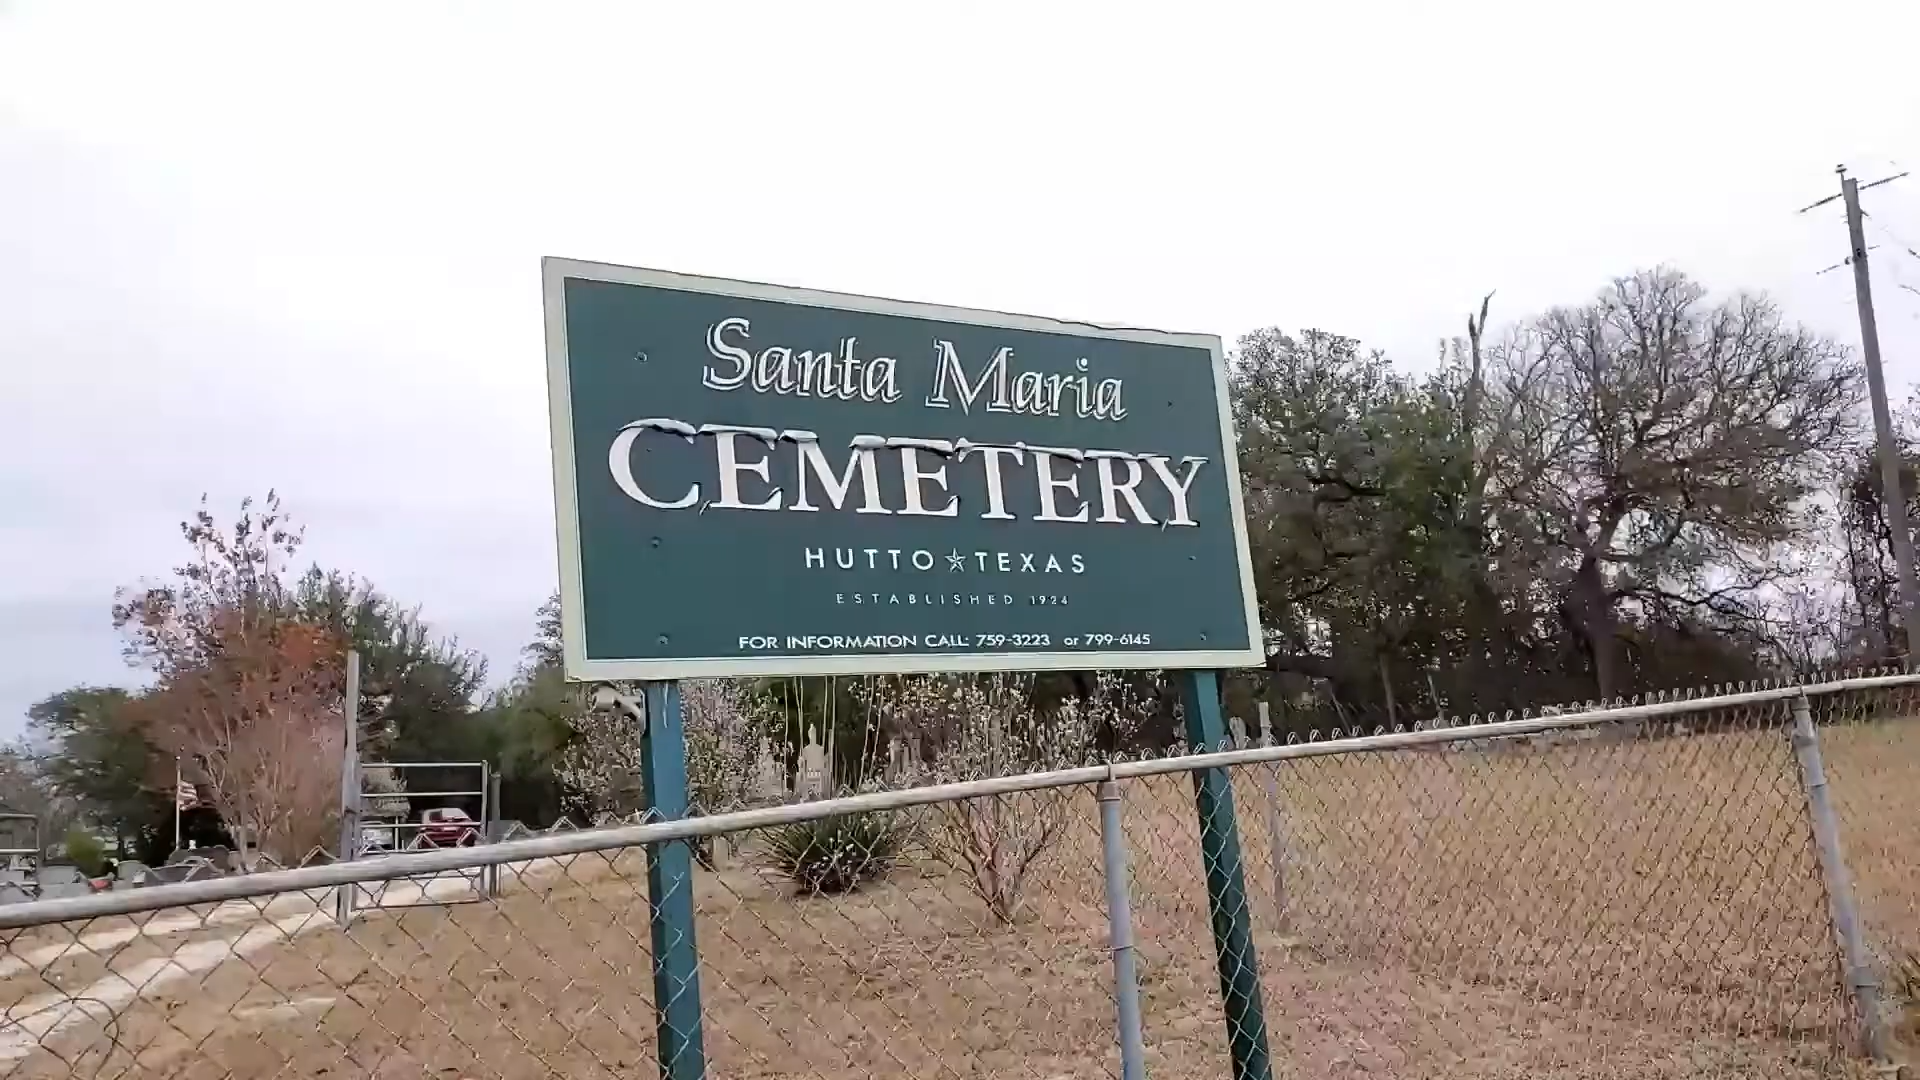 Santa Maria
CEMETERY
HUTTO☆TEXAS
ESTABLISHED 1924
FOR INFORMATION CALL: 759-3223 or 799-6145